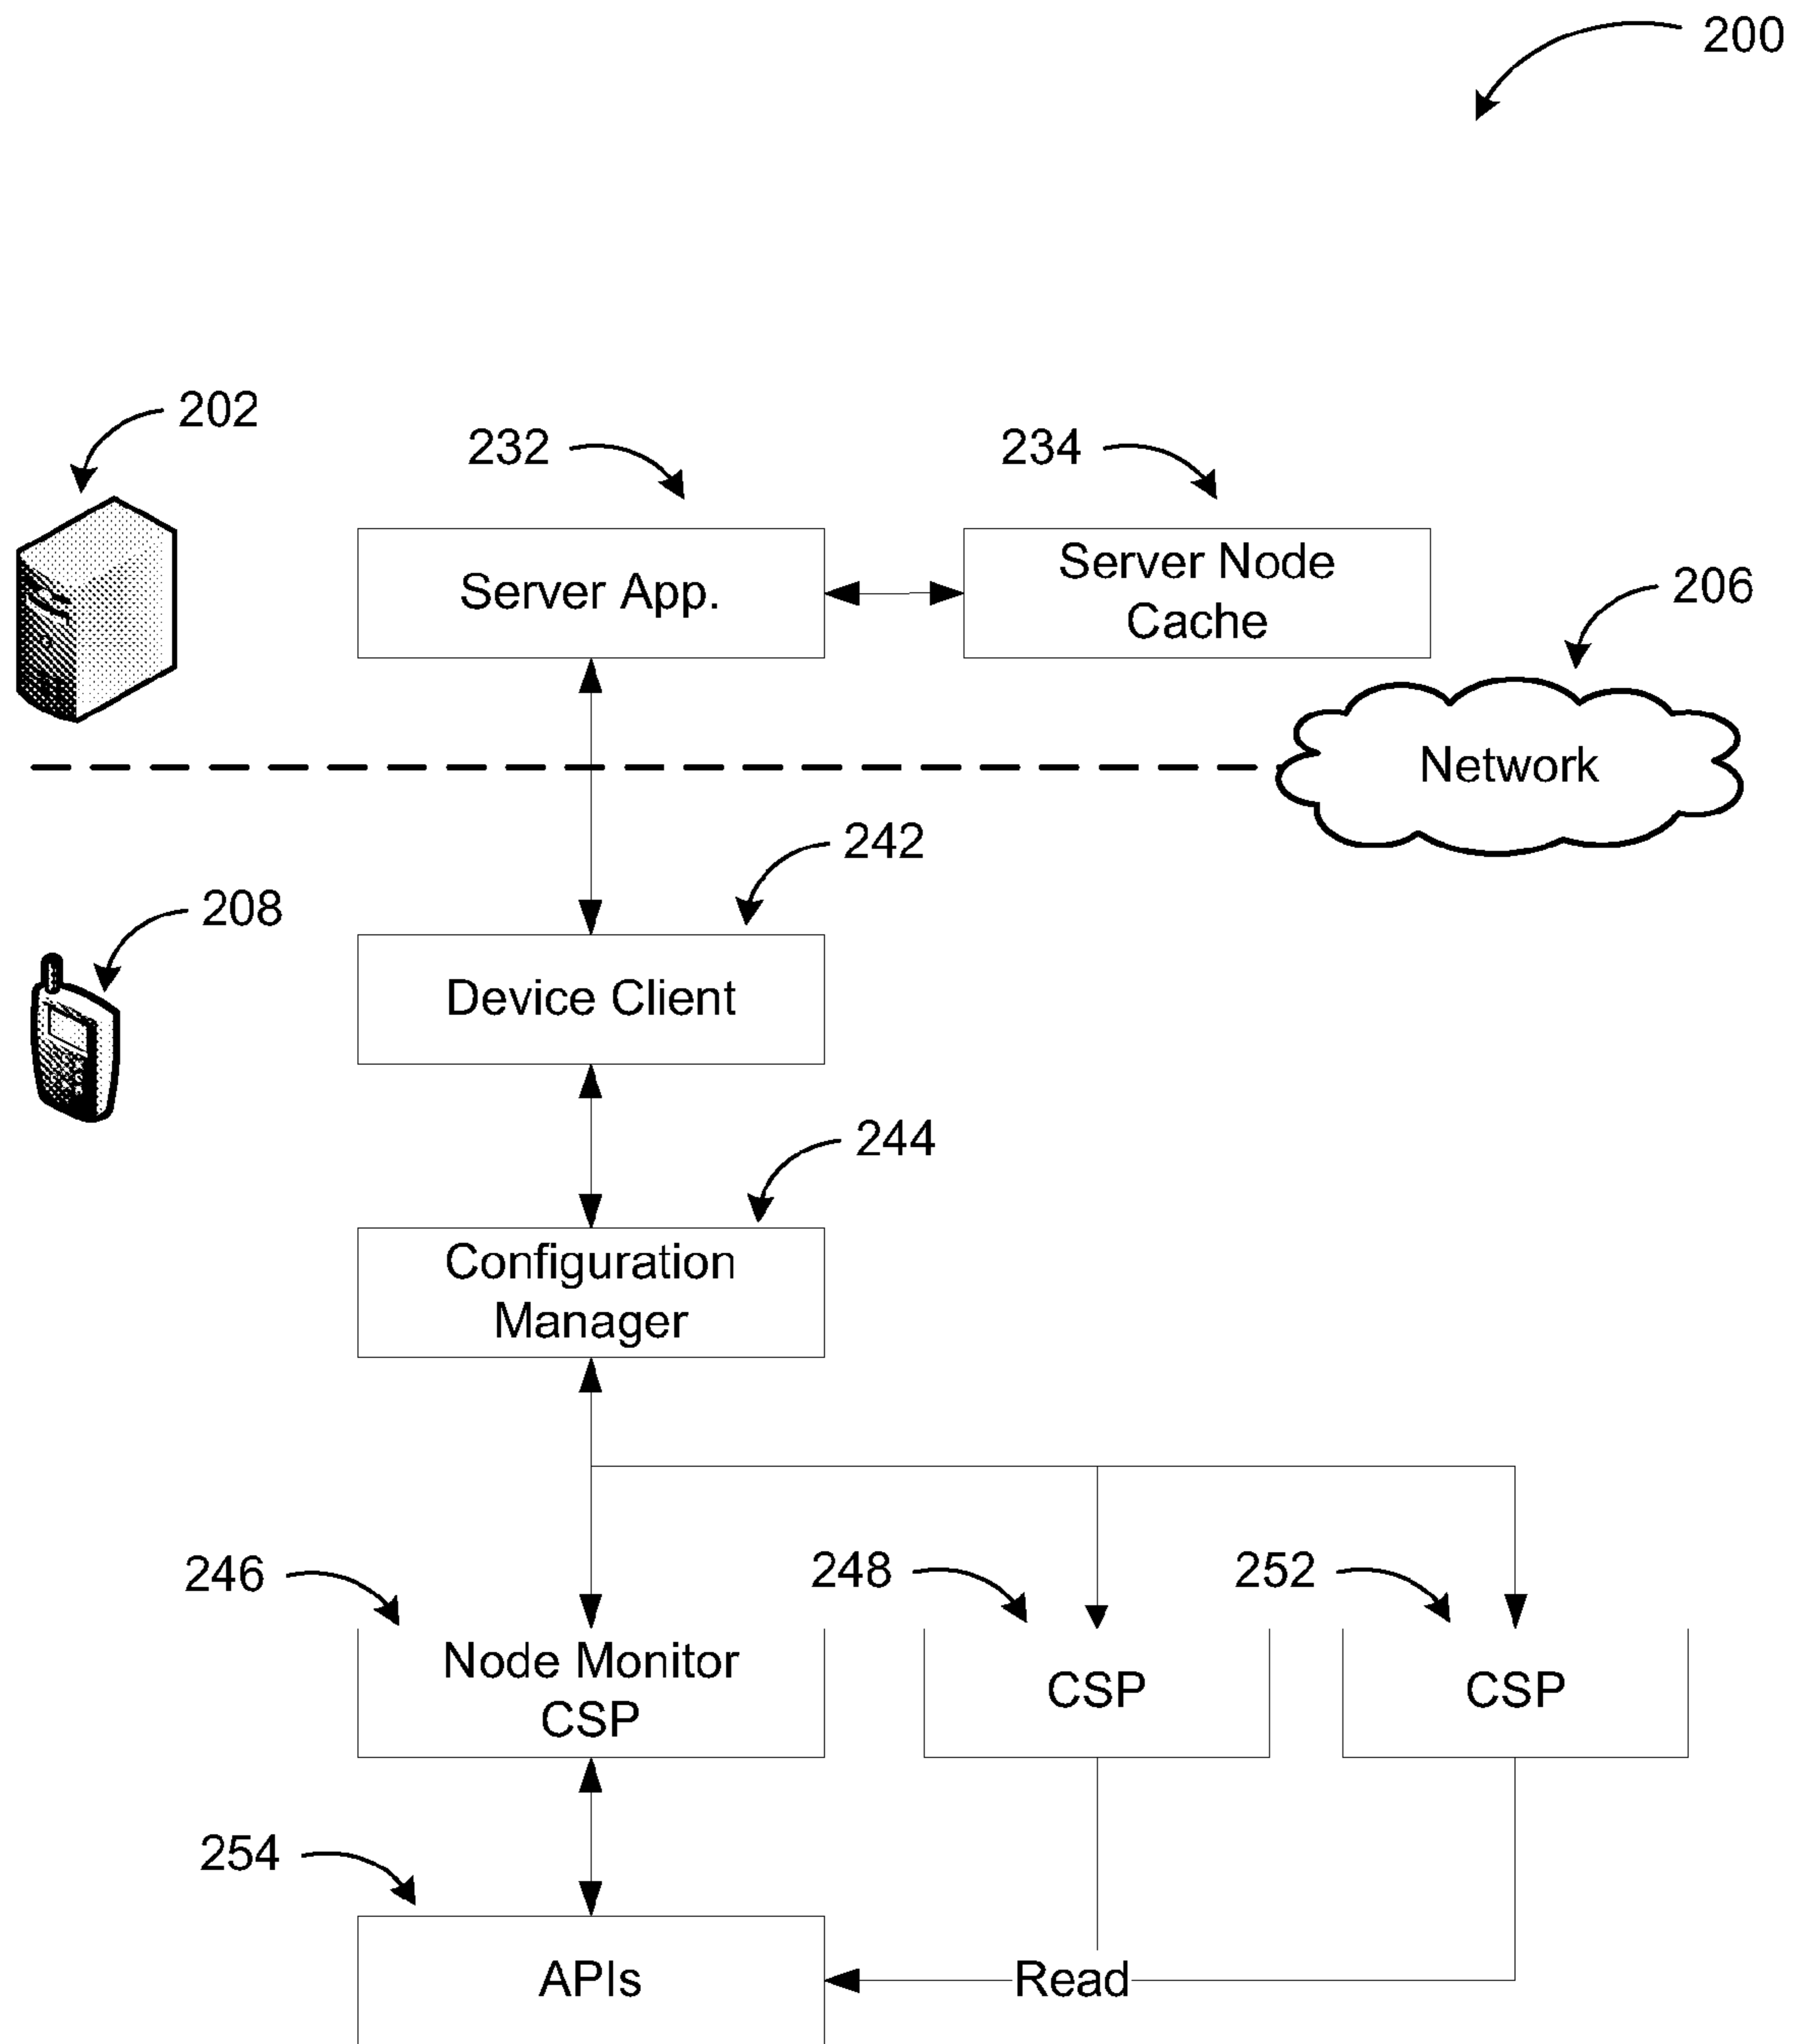 200
202
232
234
Server App.
Server Node
Cache
206
Network
242
208
Device Client
244
Configuration
Manager
246
248
252
Node Monitor
CSP
CSP
CSP
254
APIs
Read